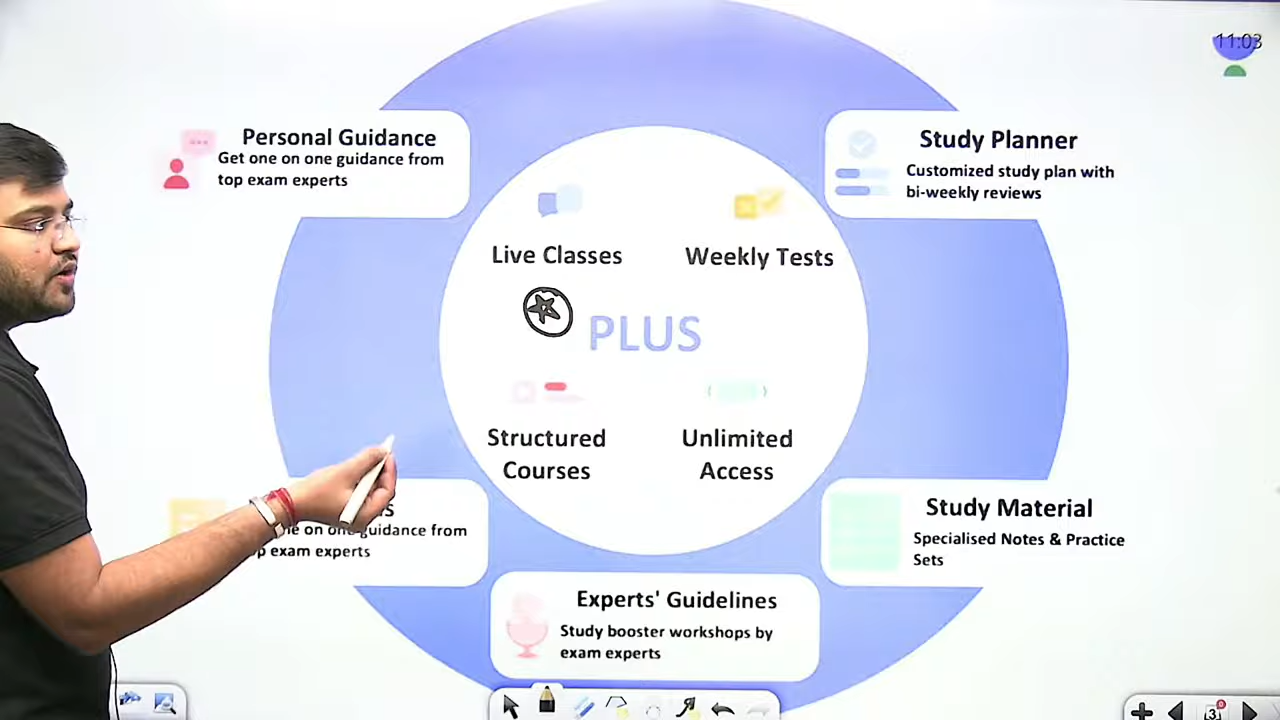 11:03
Personal Guidance
Get one on one guidance from
top exam experts
Study Planner
Customized study plan with
bi-weekly reviews
Live Classes
Weekly Tests
PLUS
Structured
Courses
Unlimited
Access
one on one guidance from
exam experts
Study Material
Specialised Notes & Practice
Sets
Experts' Guidelines
Study booster workshops by
exam experts
3